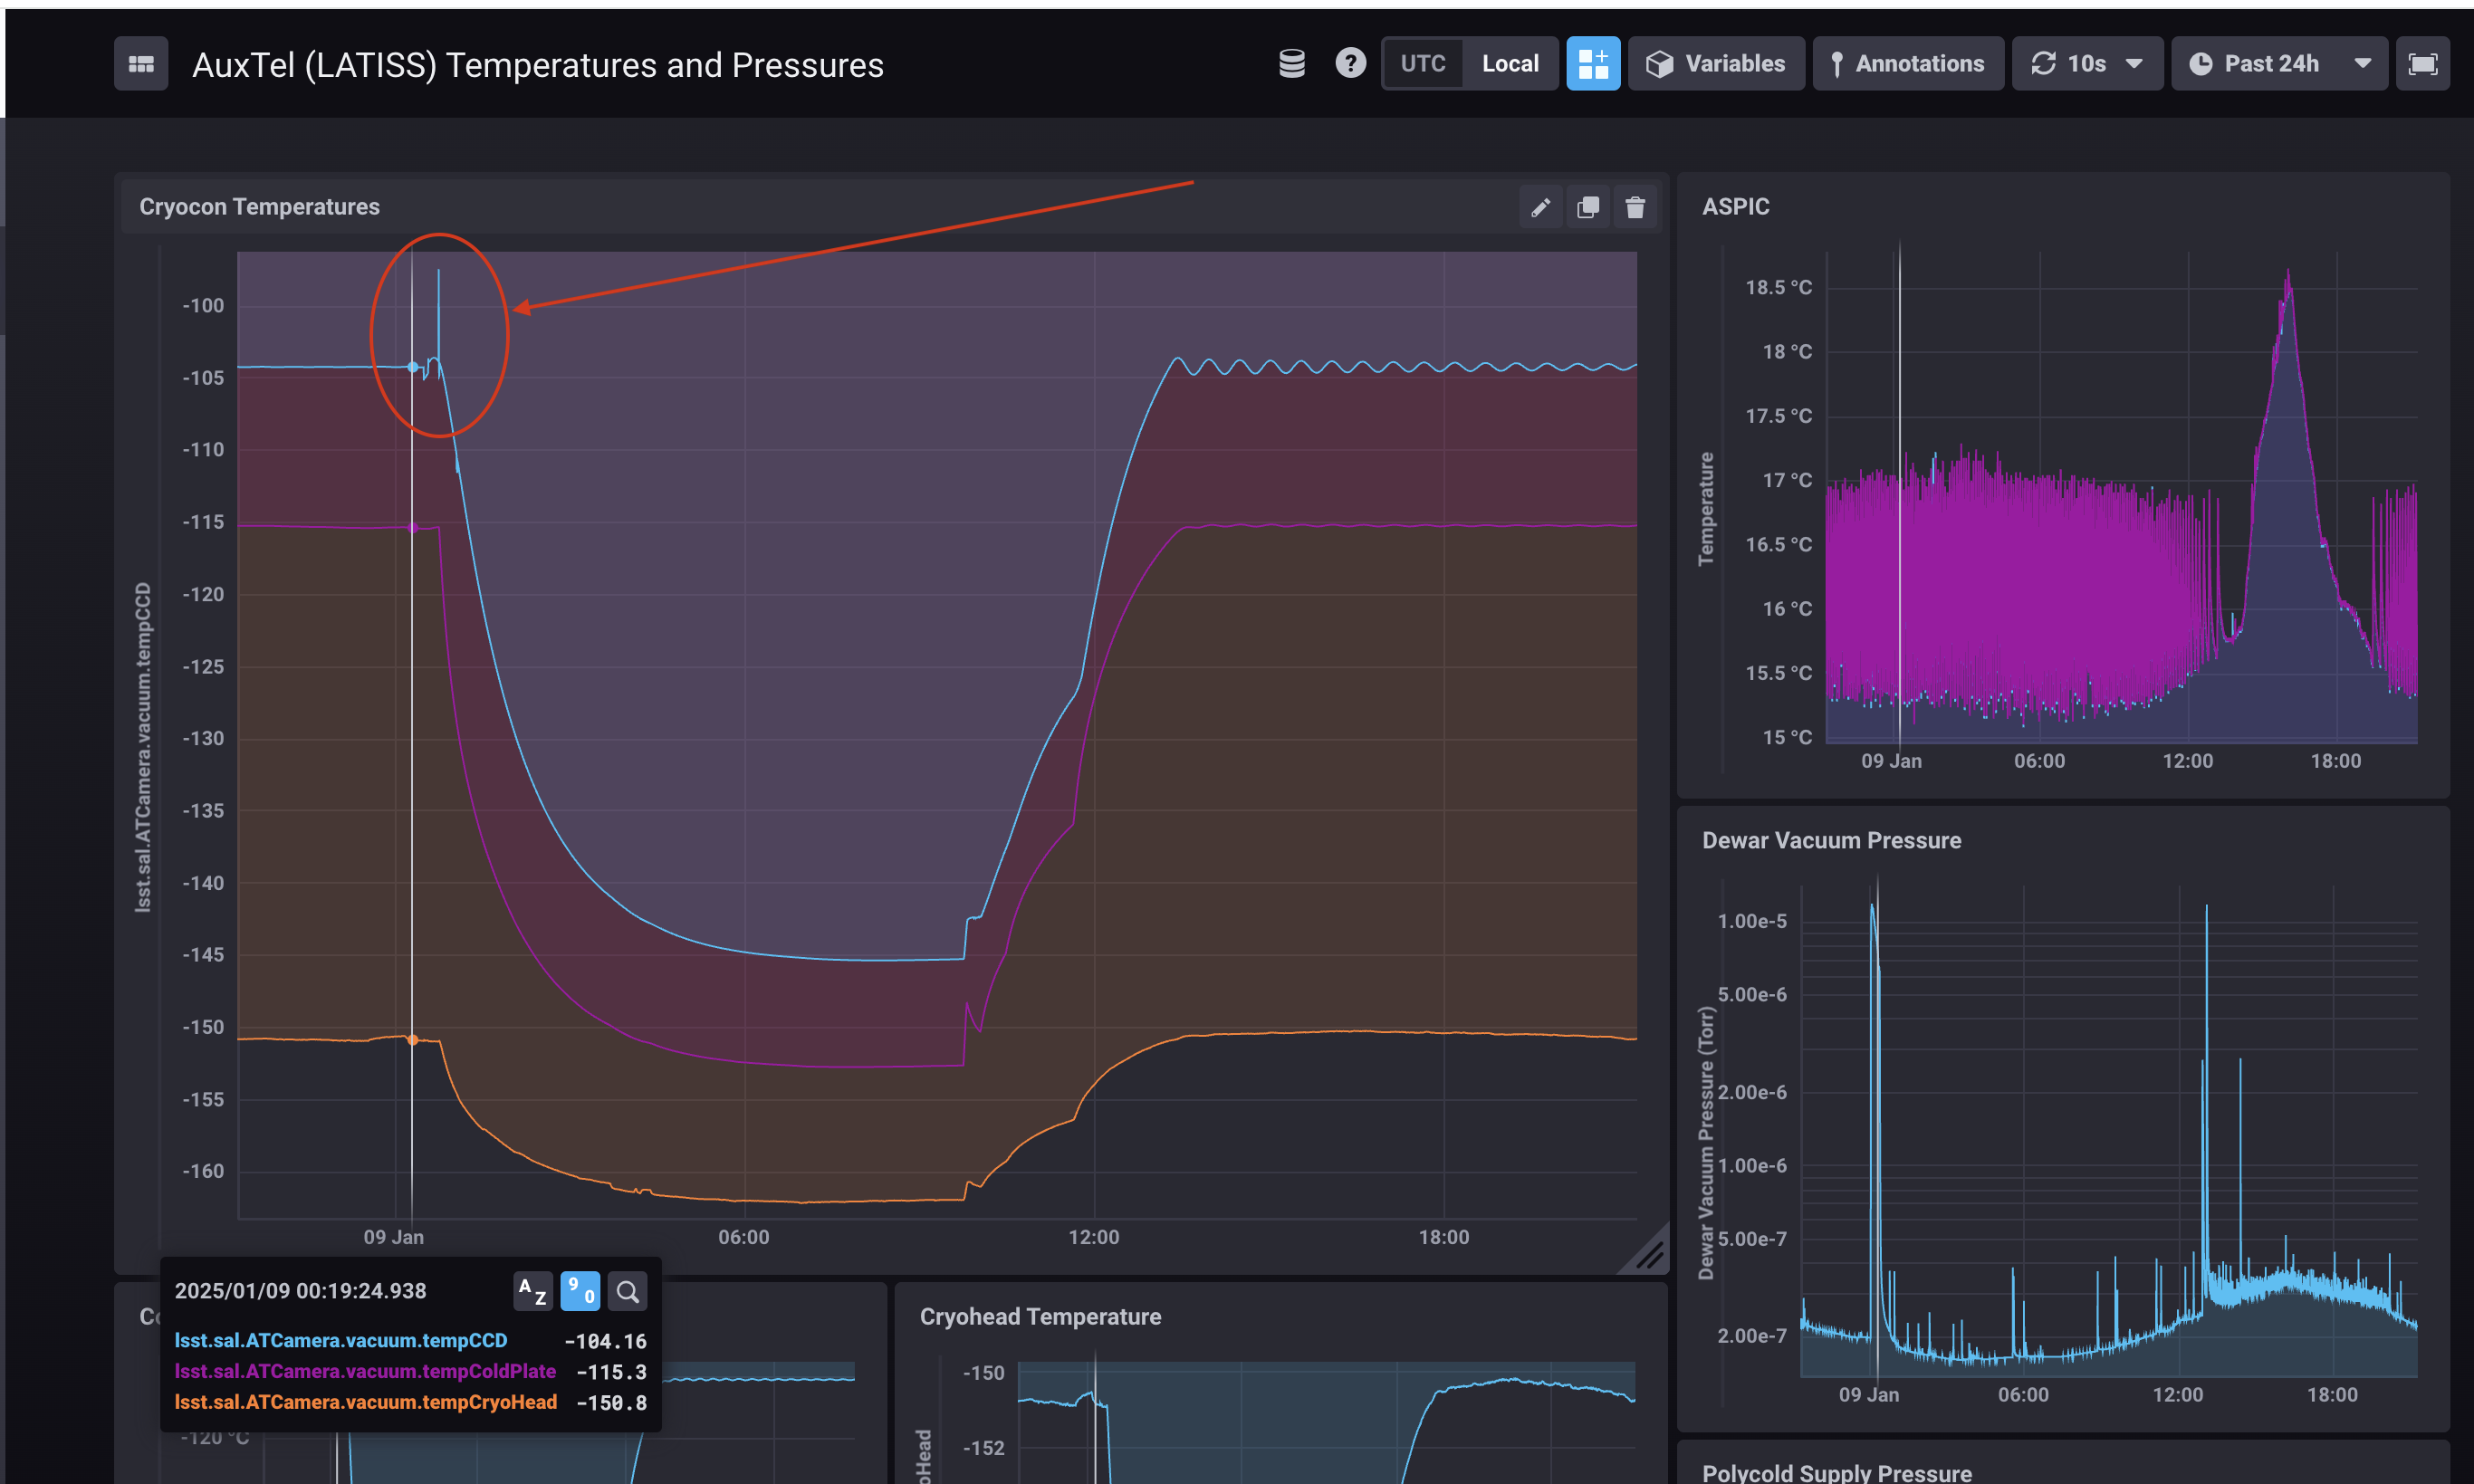 AuxTel (LATISS) Temperatures and Pressures
?
UTC
Local
Variables
Annotations
10s
Past 24h
Cryocon Temperatures
lsst.sal.ATCamera.vacuum.tempCCD
-100
-105
-110
-115
-120
-125
-130
-135
-140
-145
-150
-155
-160
09 Jan
06:00
12:00
18:00
ASPIC
Temperature
18.5 °C
18 °C
17.5 °C
17 °C
16.5 °C
16 °C
15.5 °C
15 °C
09 Jan
06:00
12:00
18:00
Dewar Vacuum Pressure
Dewar Vacuum Pressure (Torr)
1.00e-5
5.00e-6
2.00e-6
1.00e-6
5.00e-7
2.00e-7
09 Jan
06:00
12:00
18:00
2025/01/09 00:19:24.938
A Z
9 0
lsst.sal.ATCamera.vacuum.tempCCD -104.16
lsst.sal.ATCamera.vacuum.tempColdPlate -115.3
lsst.sal.ATCamera.vacuum.tempCryoHead -150.8
-120 °C
Cryohead Temperature
-150
-152
Polycold Supply Pressure